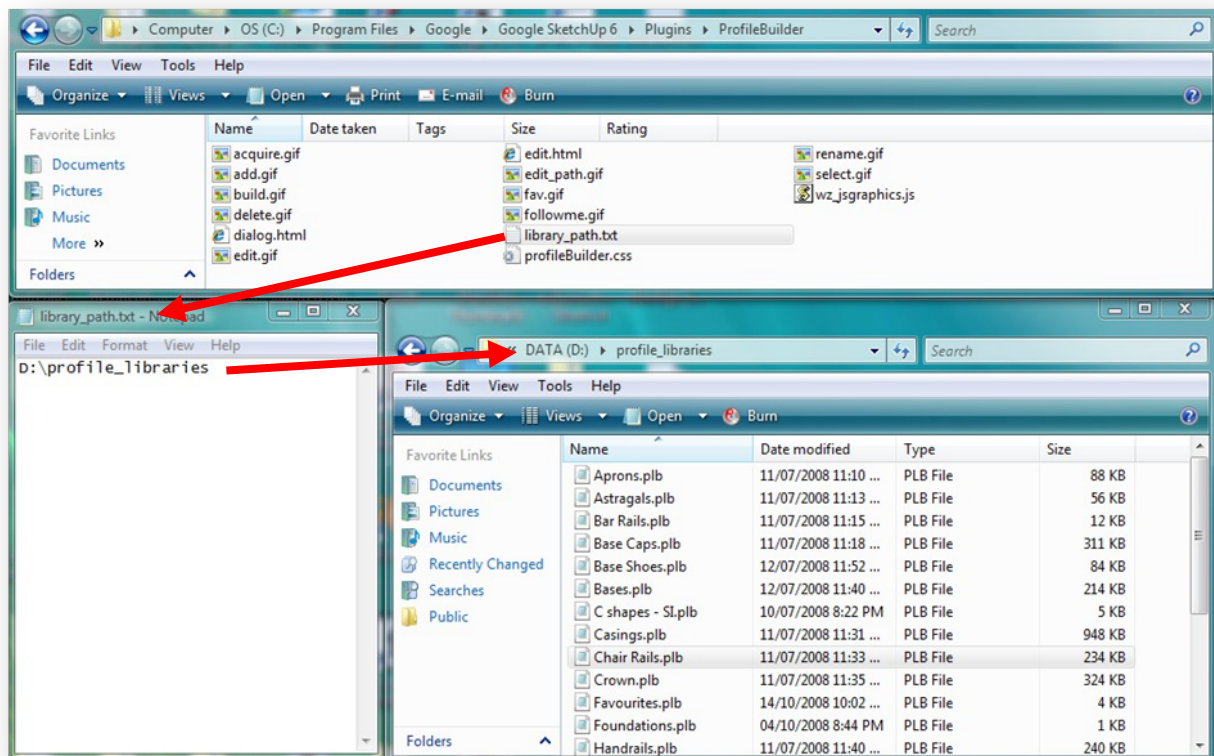 Computer ▸ OS (C:) ▸ Program Files ▸ Google ▸ Google SketchUp 6 ▸ Plugins ▸ ProfileBuilder Search
File Edit View Tools Help
Organize Views Open Print E-mail Burn
Favorite Links
Documents
Pictures
Music
More »
Folders
Name Date taken Tags Size Rating
acquire.gif edit.html rename.gif
add.gif edit_path.gif select.gif
build.gif fav.gif wz_jsgraphics.js
delete.gif followme.gif
dialog.html library_path.txt
edit.gif profileBuilder.css
library_path.txt - Notepad
File Edit Format View Help
D:\profile_libraries
« DATA (D:) ▸ profile_libraries Search
File Edit View Tools Help
Organize Views Open Burn
Favorite Links
Documents
Pictures
Music
Recently Changed
Searches
Public
Folders
Name Date modified Type Size
Aprons.plb 11/07/2008 11:10 ... PLB File 88 KB
Astragals.plb 11/07/2008 11:13 ... PLB File 56 KB
Bar Rails.plb 11/07/2008 11:15 ... PLB File 12 KB
Base Caps.plb 11/07/2008 11:18 ... PLB File 311 KB
Base Shoes.plb 12/07/2008 11:52 ... PLB File 84 KB
Bases.plb 12/07/2008 11:40 ... PLB File 214 KB
C shapes - SI.plb 10/07/2008 8:22 PM PLB File 5 KB
Casings.plb 11/07/2008 11:31 ... PLB File 948 KB
Chair Rails.plb 11/07/2008 11:33 ... PLB File 234 KB
Crown.plb 11/07/2008 11:35 ... PLB File 324 KB
Favourites.plb 14/10/2008 10:02 ... PLB File 4 KB
Foundations.plb 04/10/2008 8:44 PM PLB File 1 KB
Handrails.plb 11/07/2008 11:40 ... PLB File 240 KB